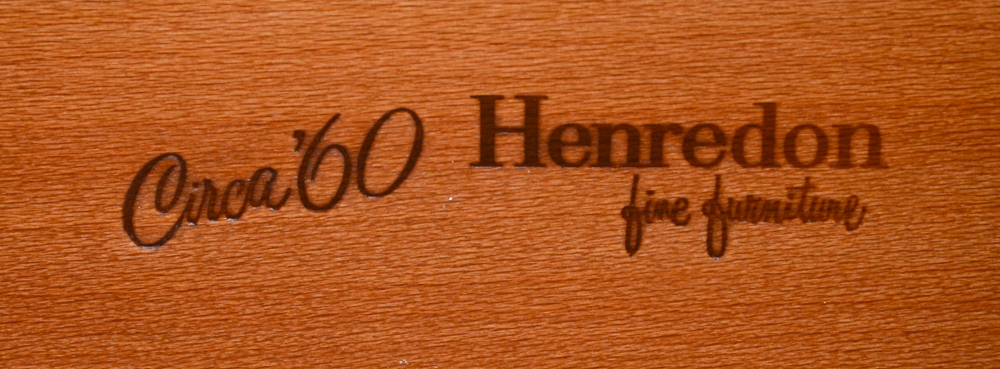 Circa '60
Henredon
fine furniture